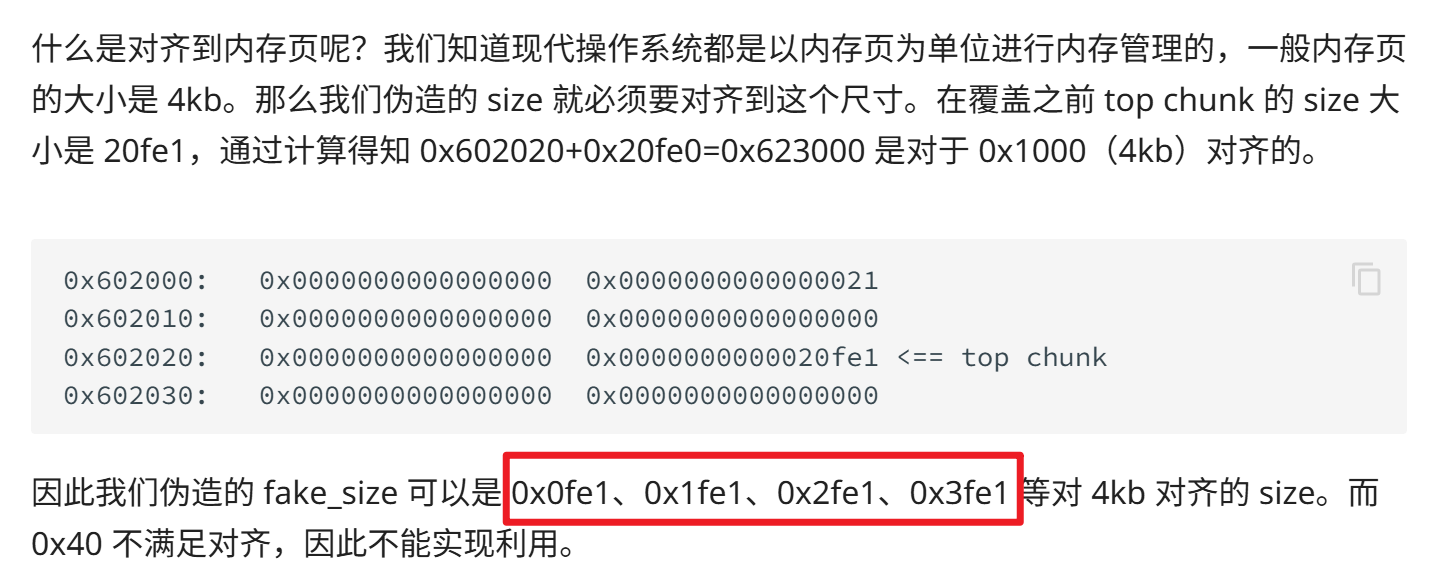 什么是对齐到内存页呢？我们知道现代操作系统都是以内存页为单位进行内存管理的，一般内存页
的大小是 4kb。那么我们伪造的 size 就必须要对齐到这个尺寸。在覆盖之前 top chunk 的 size 大
小是 20fe1，通过计算得知 0x602020+0x20fe0=0x623000 是对于 0x1000（4kb）对齐的。
0x602000:   0x0000000000000000  0x0000000000000021
0x602010:   0x0000000000000000  0x0000000000000000
0x602020:   0x0000000000000000  0x0000000000020fe1 <== top chunk
0x602030:   0x0000000000000000  0x0000000000000000
因此我们伪造的 fake_size 可以是 0x0fe1、0x1fe1、0x2fe1、0x3fe1 等对 4kb 对齐的 size。而
0x40 不满足对齐，因此不能实现利用。